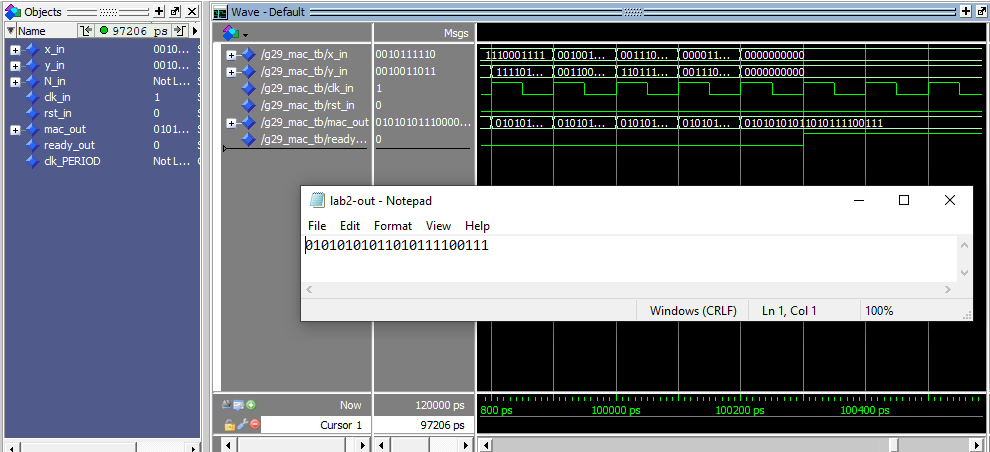 Objects
Name
97206 ps
x_in 0010...
y_in 0010...
N_in Not L...
clk_in 1
rst_in 0
mac_out 0101...
ready_out 0
clk_PERIOD Not L...
Wave - Default
Msgs
/g29_mac_tb/x_in 0010111110 1110001111 001001... 001110... 000011... 0000000000
/g29_mac_tb/y_in 0010011011 111101... 001100... 110111... 001110... 0000000000
/g29_mac_tb/clk_in 1
/g29_mac_tb/rst_in 0
/g29_mac_tb/mac_out 01010101110000... 010101... 010101... 010101... 010101... 01010101011010111100111
/g29_mac_tb/ready... 0
lab2-out - Notepad
File Edit Format View Help
01010101011010111100111
Windows (CRLF) Ln 1, Col 1 100%
Now 120000 ps 800 ps 100000 ps 100200 ps 100400 ps
Cursor 1 97206 ps